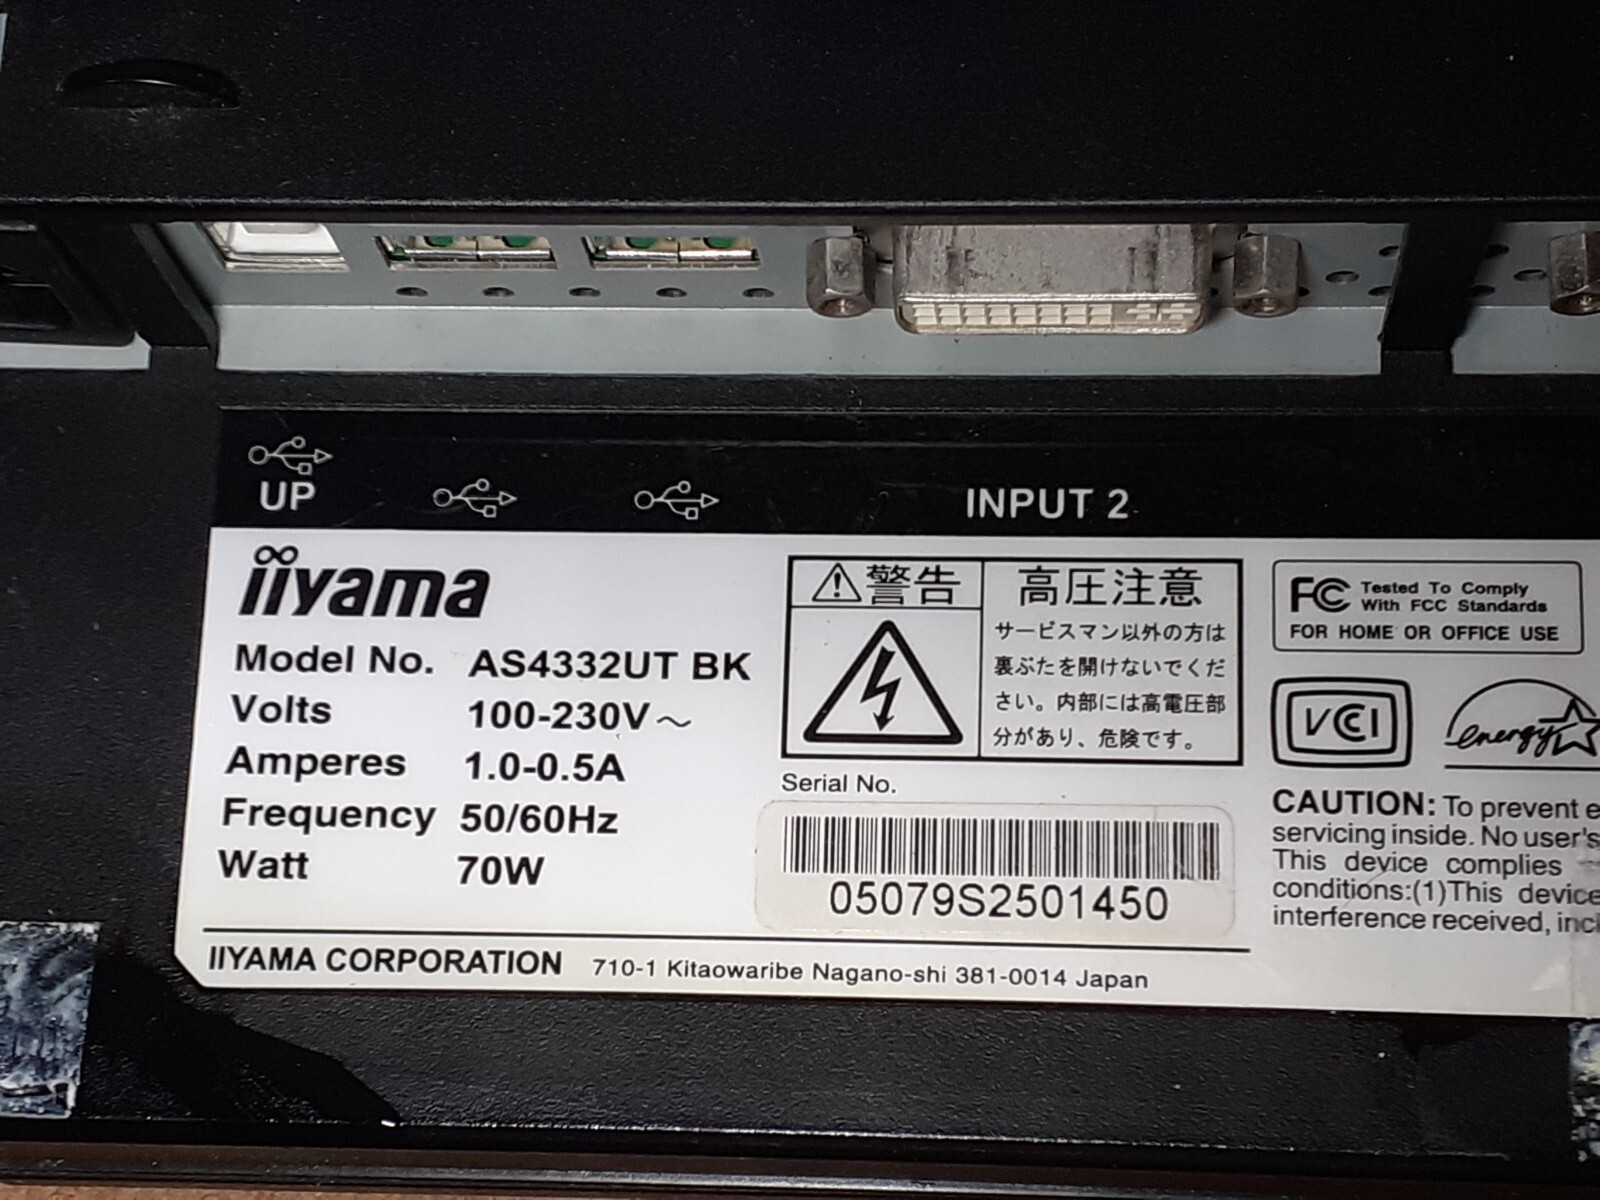 UP
INPUT 2
iiyama
Model No. AS4332UT BK
Volts 100-230V~
Amperes 1.0-0.5A
Frequency 50/60Hz
Watt 70W
⚠警告
高圧注意
サービスマン以外の方は
裏ぶたを開けないでくだ
さい。内部には高電圧部
分があり、危険です。
Serial No.
05079S2501450
FC Tested To Comply
With FCC Standards
FOR HOME OR OFFICE USE
VCCI
energy
CAUTION: To prevent e
servicing inside. No user's
This device complies
conditions:(1)This device
interference received, incl
IIYAMA CORPORATION 710-1 Kitaowaribe Nagano-shi 381-0014 Japan